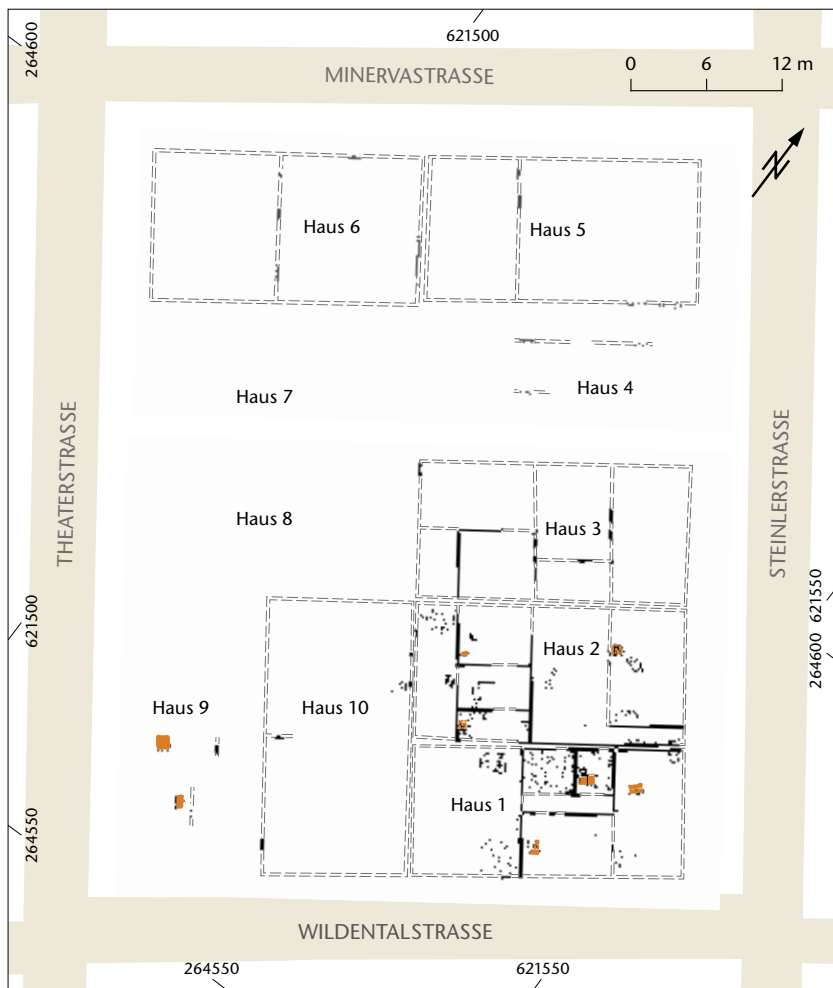 621500
264600
MINERVASTRASSE
0 6 12 m
N
Haus 6
Haus 5
Haus 4
Haus 7
THEATERSTRASSE
STEINLERSTRASSE
Haus 8
Haus 3
621550
621500
264600
Haus 2
Haus 9
Haus 10
Haus 1
264550
WILDENTALSTRASSE
264550
621550